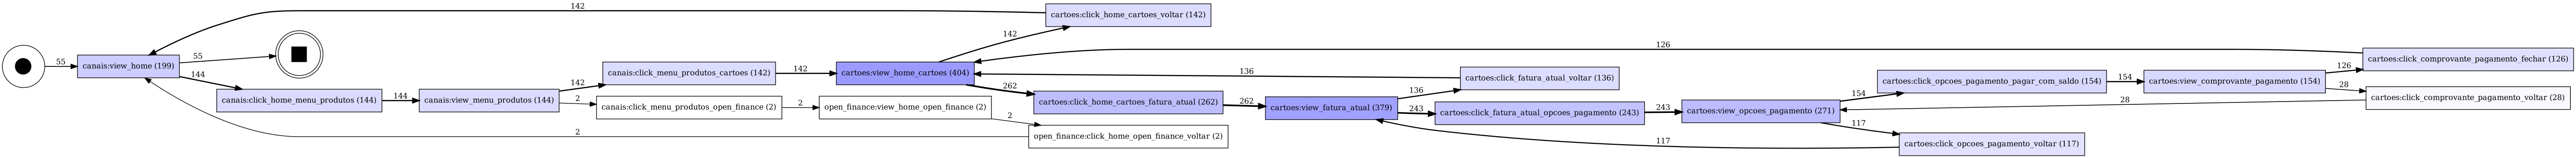 55
canais:view_home (199)
55
144
142
canais:click_home_menu_produtos (144)
144
canais:view_menu_produtos (144)
142
2
canais:click_menu_produtos_cartoes (142)
canais:click_menu_produtos_open_finance (2)
142
2
cartoes:view_home_cartoes (404)
open_finance:view_home_open_finance (2)
142
262
2
2
cartoes:click_home_cartoes_voltar (142)
cartoes:click_home_cartoes_fatura_atual (262)
open_finance:click_home_open_finance_voltar (2)
262
136
cartoes:view_fatura_atual (379)
136
243
cartoes:click_fatura_atual_voltar (136)
cartoes:click_fatura_atual_opcoes_pagamento (243)
117
126
243
cartoes:view_opcoes_pagamento (271)
154
117
cartoes:click_opcoes_pagamento_pagar_com_saldo (154)
cartoes:click_opcoes_pagamento_voltar (117)
154
28
cartoes:view_comprovante_pagamento (154)
126
28
cartoes:click_comprovante_pagamento_fechar (126)
cartoes:click_comprovante_pagamento_voltar (28)